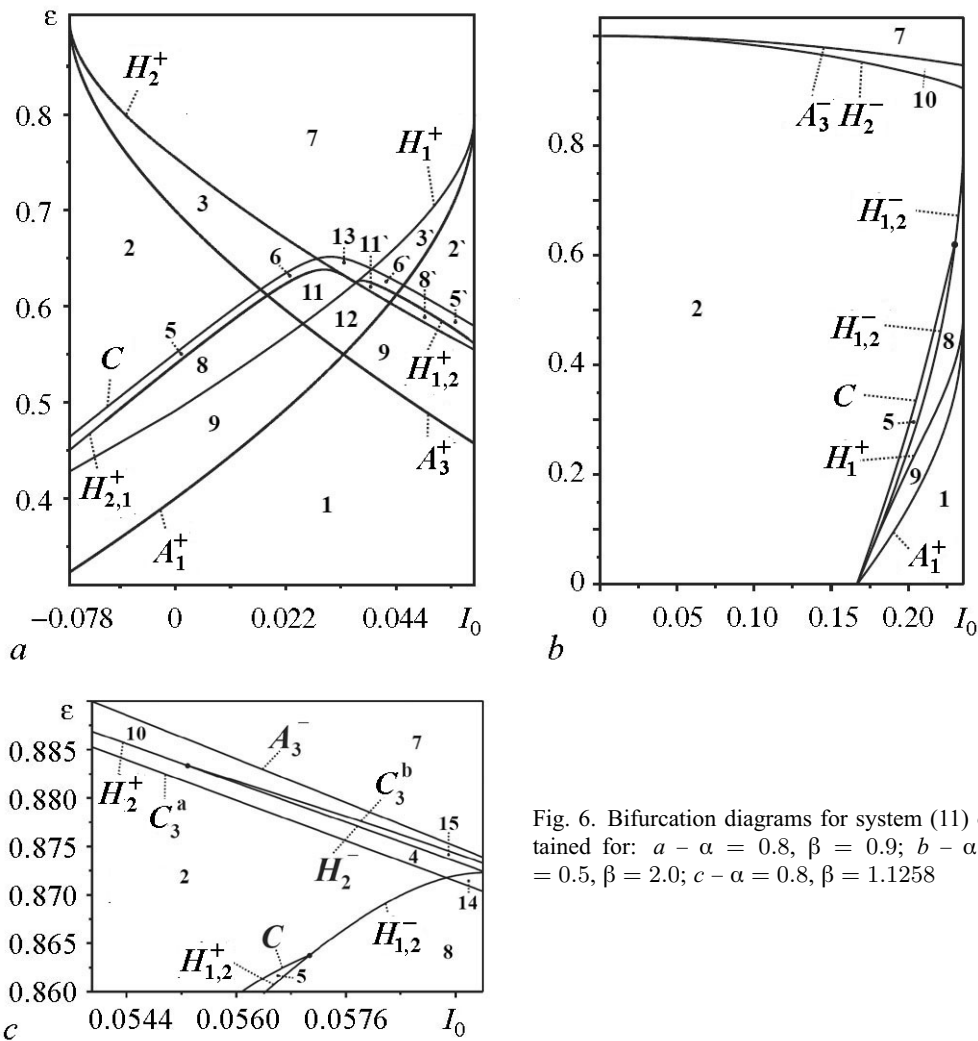 ε
0.8
0.7
0.6
0.5
0.4
H₂⁺
7
H₁⁺
3
2
13
11`
3`
2`
6
6`
11
8`
5`
5
12
C
8
9
H₁,₂⁺
9
A₃⁺
H₂,₁⁺
1
A₁⁺
−0.078 0 0.022 0.044 I₀
a
0.8
0.6
0.4
0.2
0
7
A₃⁻ H₂⁻
10
H₁,₂⁻
2
H₁,₂⁻
8
C
5
H₁⁺
9
1
A₁⁺
0 0.05 0.10 0.15 0.20 I₀
b
ε
0.885
0.880
0.875
0.870
0.865
0.860
10
A₃⁻
7
H₂⁺
C₃ᵃ
C₃ᵇ
15
H₂⁻
4
2
14
H₁,₂⁻
C
H₁,₂⁺
5
8
0.0544 0.0560 0.0576 I₀
c
Fig. 6. Bifurcation diagrams for system (11)
tained for: a – α = 0.8, β = 0.9; b – α
= 0.5, β = 2.0; c – α = 0.8, β = 1.1258